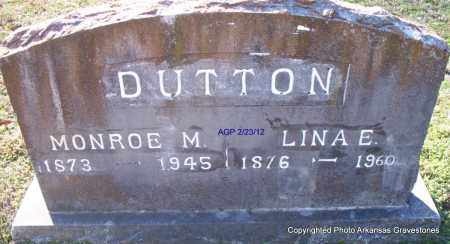 DUTTON
AGP 2/23/12
MONROE M. LINA E.
1873 — 1945 1876 — 1960
Copyrighted Photo Arkansas Gravestones